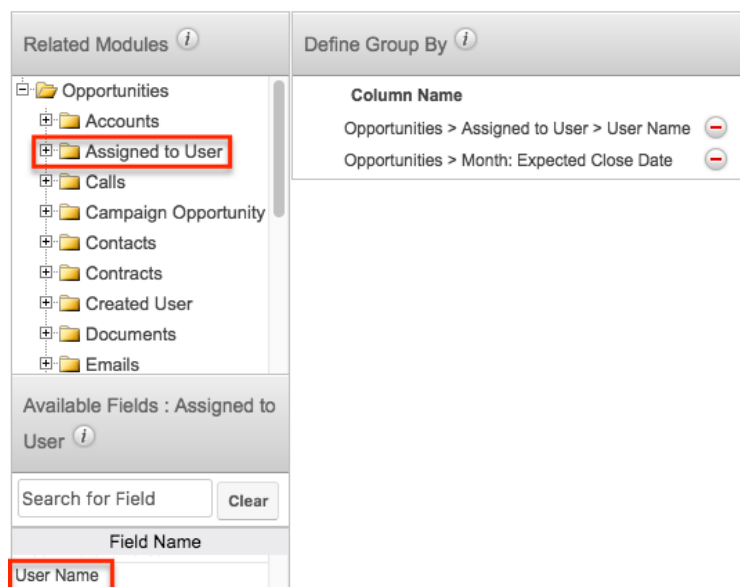 Related Modules i
Opportunities
Accounts
Assigned to User
Calls
Campaign Opportunity
Contacts
Contracts
Created User
Documents
Emails
Available Fields : Assigned to
User i
Search for Field
Clear
Field Name
User Name
Define Group By i
Column Name
Opportunities > Assigned to User > User Name
Opportunities > Month: Expected Close Date